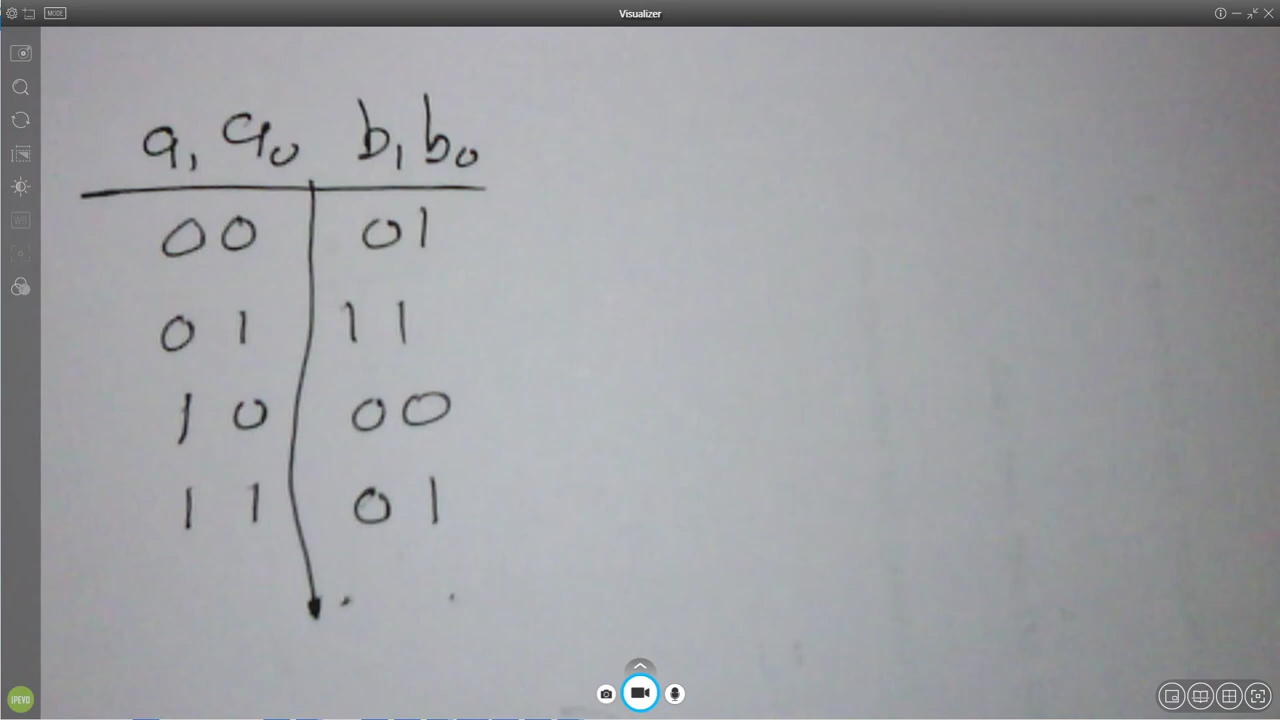 MODE
Visualizer
a₁ a₀ b₁ b₀
00 01
01 11
10 00
11 01
IPEVO